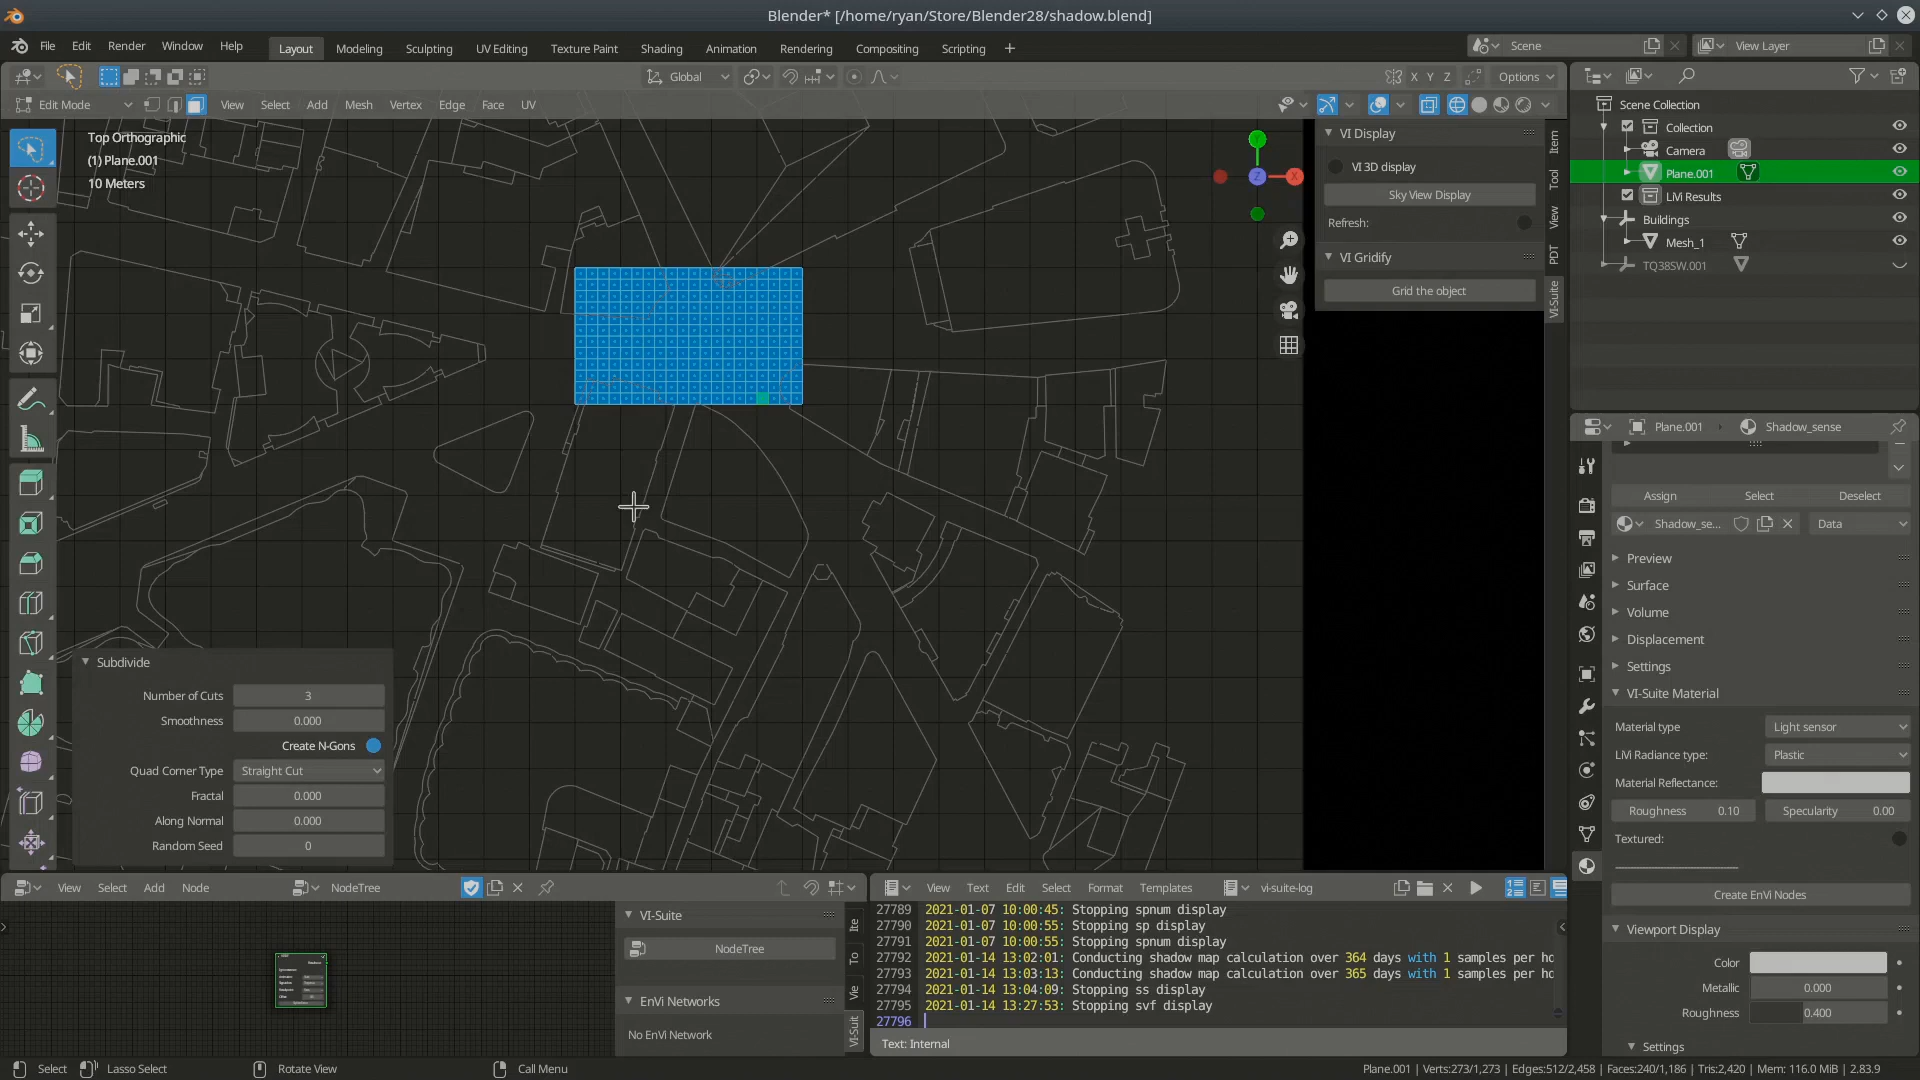 Blender* [/home/ryan/Store/Blender28/shadow.blend]
File Edit Render Window Help Layout Modeling Sculpting UV Editing Texture Paint Shading Animation Rendering Compositing Scripting + Scene View Layer
Global X Y Z Options
Edit Mode View Select Add Mesh Vertex Edge Face UV
Top Orthographic
(1) Plane.001
10 Meters
Z X
VI Display
VI 3D display
Sky View Display
Refresh:
VI Gridify
Grid the object
Item
Tool
View
PDT
VI-Suite
Scene Collection
Collection
Camera
Plane.001
LiVi Results
Buildings
Mesh_1
TQ38SW.001
Plane.001 Shadow_sense
Assign Select Deselect
Shadow_se... Data
Preview
Surface
Volume
Displacement
Settings
VI-Suite Material
Material type Light sensor
LiVi Radiance type: Plastic
Material Reflectance:
Roughness 0.10 Specularity 0.00
Textured:
Create EnVi Nodes
Viewport Display
Color
Metallic 0.000
Roughness 0.400
Settings
Subdivide
Number of Cuts 3
Smoothness 0.000
Create N-Gons
Quad Corner Type Straight Cut
Fractal 0.000
Along Normal 0.000
Random Seed 0
View Select Add Node NodeTree
VI-Suite
NodeTree
EnVi Networks
No EnVi Network
Ite
To
Vie
VI-Suit
View Text Edit Select Format Templates vi-suite-log
27789 2021-01-07 10:00:45: Stopping spnum display
27790 2021-01-07 10:00:55: Stopping sp display
27791 2021-01-07 10:00:55: Stopping spnum display
27792 2021-01-14 13:02:01: Conducting shadow map calculation over 364 days with 1 samples per ho
27793 2021-01-14 13:03:13: Conducting shadow map calculation over 365 days with 1 samples per ho
27794 2021-01-14 13:04:09: Stopping ss display
27795 2021-01-14 13:27:53: Stopping svf display
27796
Text: Internal
Select Lasso Select Rotate View Call Menu Plane.001 | Verts:273/1,273 | Edges:512/2,458 | Faces:240/1,186 | Tris:2,420 | Mem: 116.0 MiB | 2.83.9